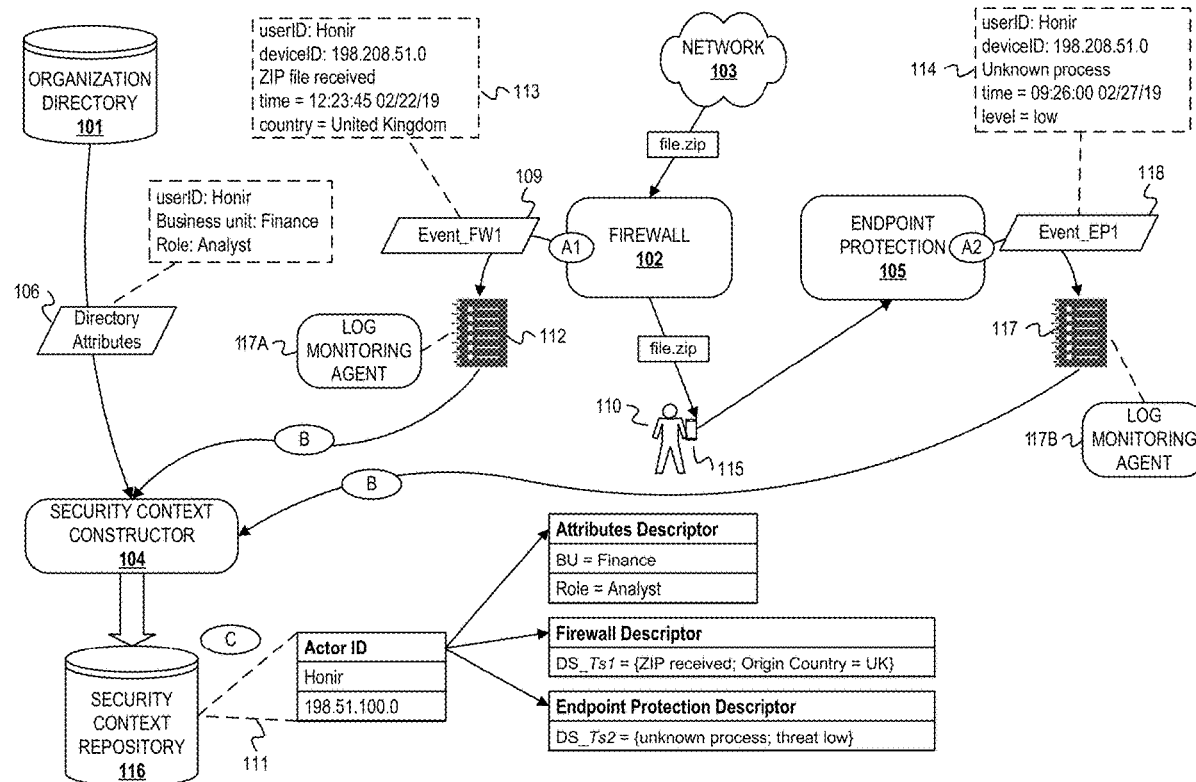 ORGANIZATION
DIRECTORY
101
userID: Honir
deviceID: 198.208.51.0
ZIP file received
time = 12:23:45 02/22/19
country = United Kingdom
113
NETWORK
103
file.zip
userID: Honir
deviceID: 198.208.51.0
Unknown process
time = 09:26:00 02/27/19
level = low
114
userID: Honir
Business unit: Finance
Role: Analyst
106
Directory
Attributes
109
Event_FW1
A1
FIREWALL
102
ENDPOINT
PROTECTION
105
A2
118
Event_EP1
117A
LOG
MONITORING
AGENT
112
file.zip
117
110
115
117B
LOG
MONITORING
AGENT
B
B
SECURITY CONTEXT
CONSTRUCTOR
104
C
SECURITY
CONTEXT
REPOSITORY
116
111
Actor ID
Honir
198.51.100.0
Attributes Descriptor
BU = Finance
Role = Analyst
Firewall Descriptor
DS_Ts1 = {ZIP received; Origin Country = UK}
Endpoint Protection Descriptor
DS_Ts2 = {unknown process; threat low}